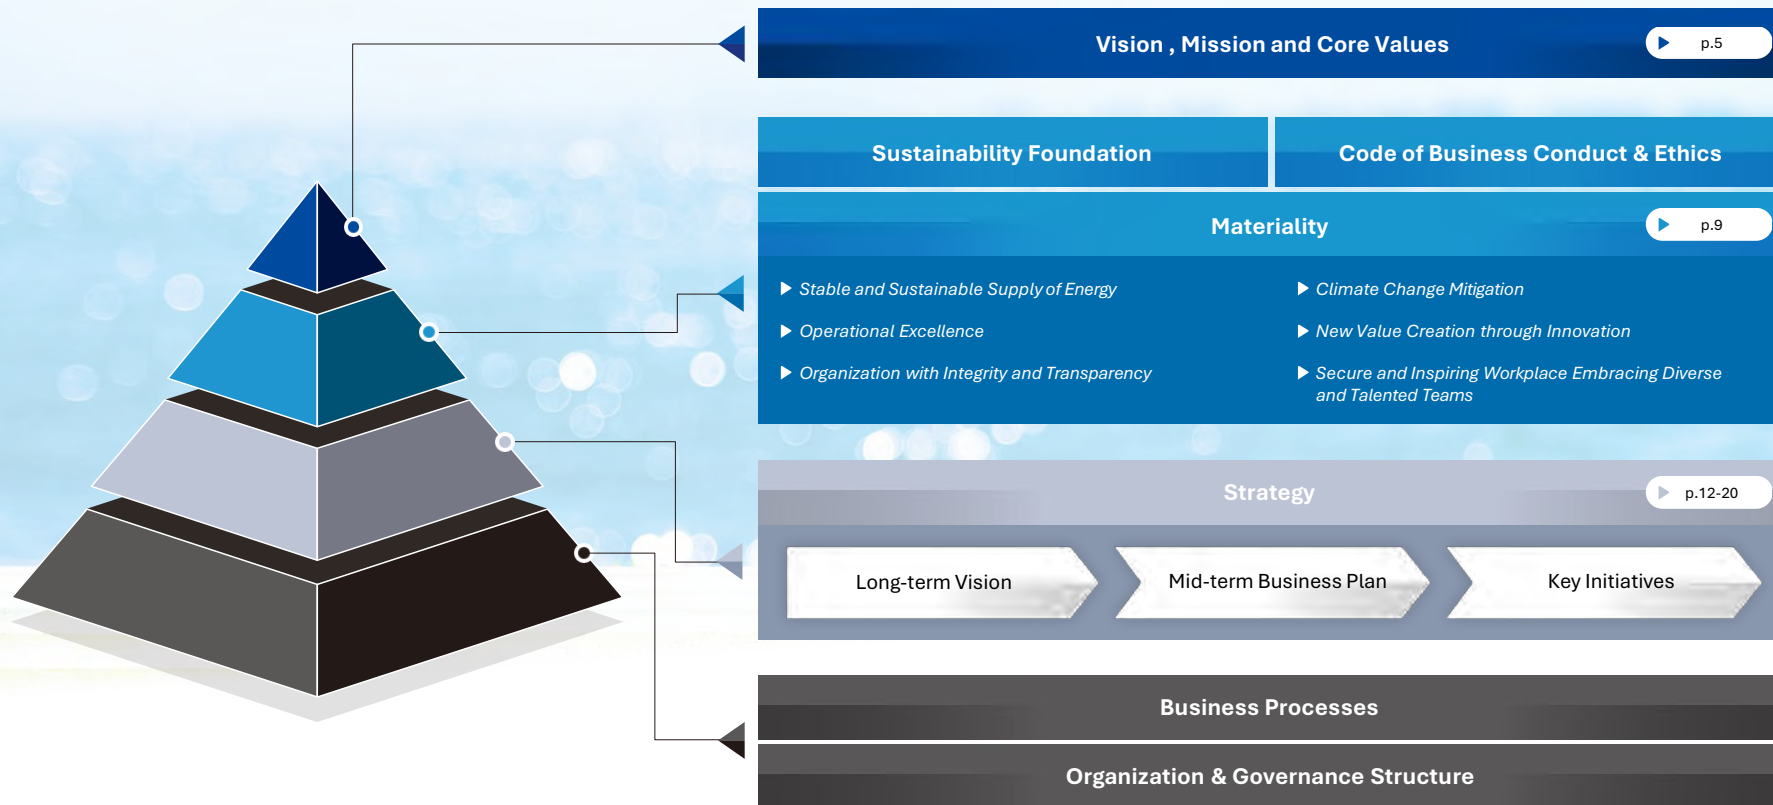 Vision , Mission and Core Values
p.5
Sustainability Foundation
Code of Business Conduct & Ethics
Materiality
p.9
Stable and Sustainable Supply of Energy
Operational Excellence
Organization with Integrity and Transparency
Climate Change Mitigation
New Value Creation through Innovation
Secure and Inspiring Workplace Embracing Diverse
and Talented Teams
Strategy
p.12-20
Long-term Vision
Mid-term Business Plan
Key Initiatives
Business Processes
Organization & Governance Structure